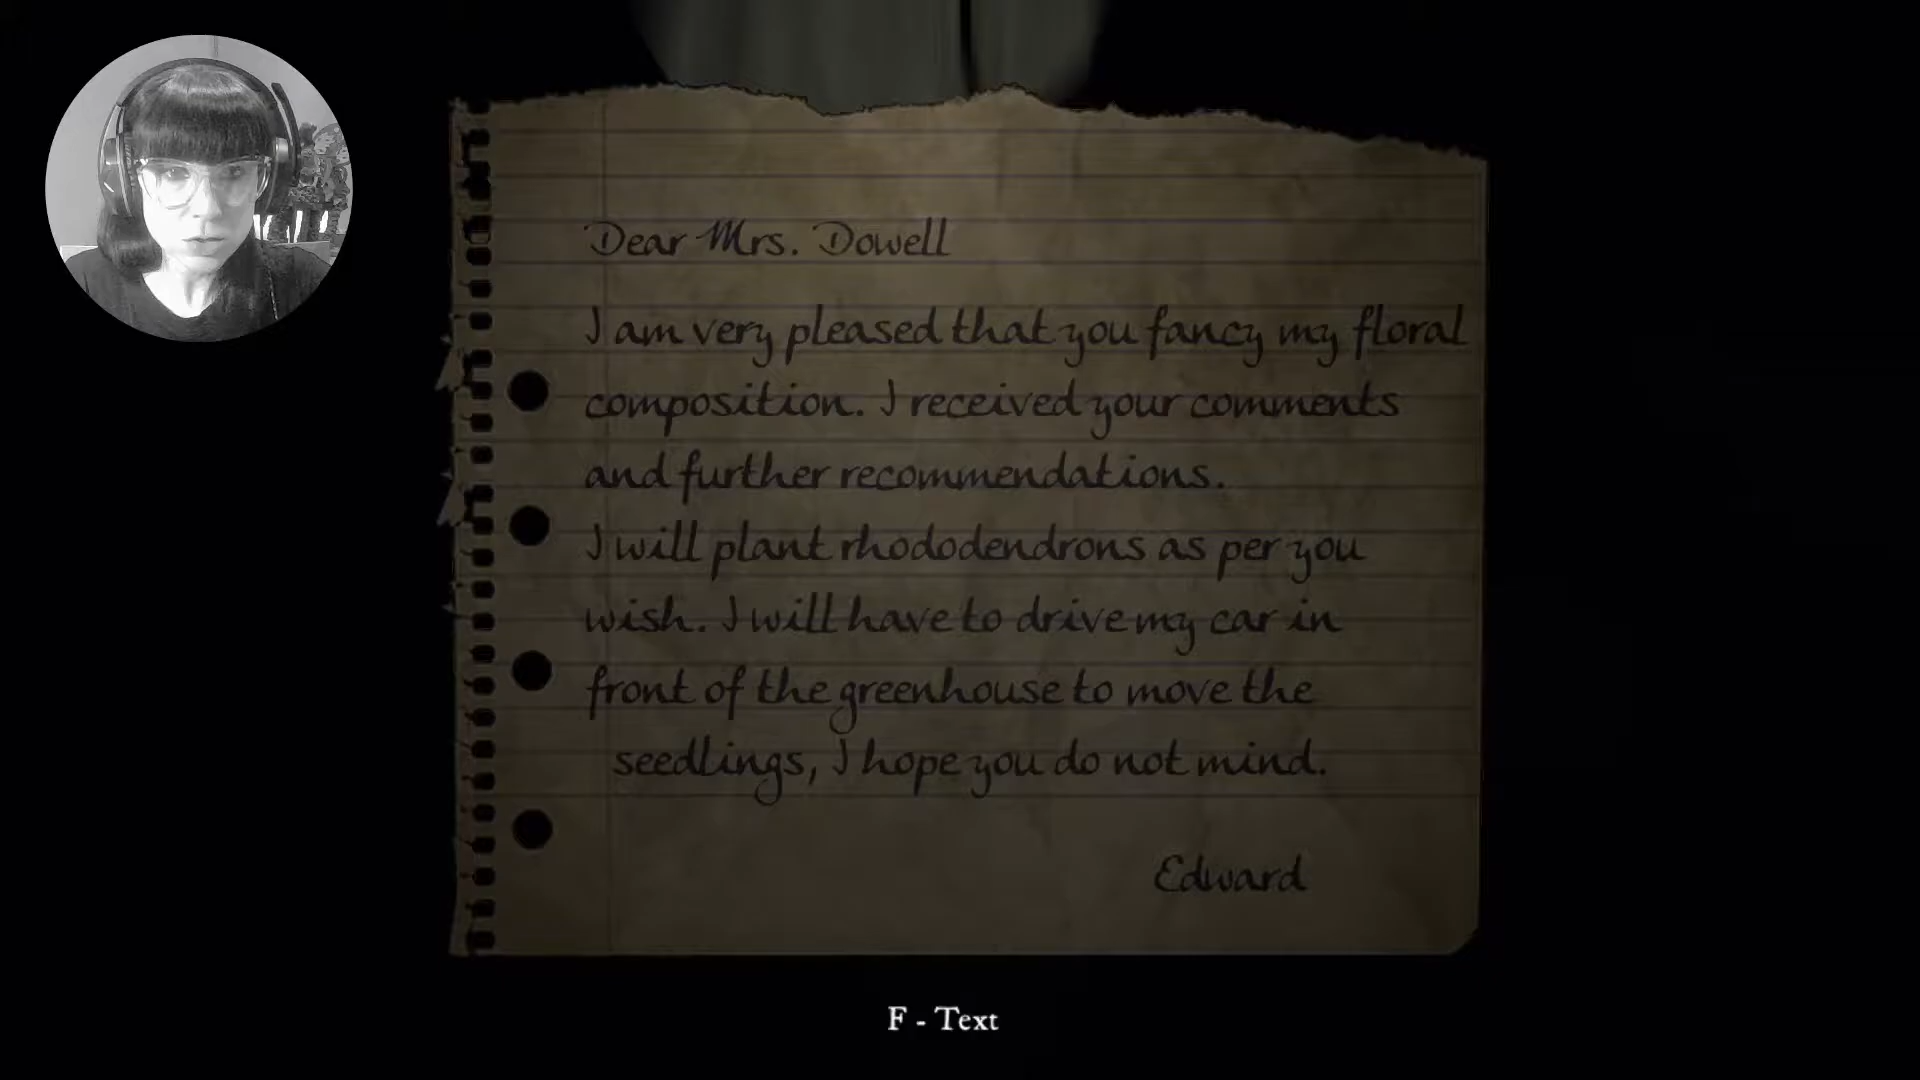 Dear Mrs. Dowell
I am very pleased that you fancy my floral
composition. I received your comments
and further recommendations.
I will plant rhododendrons as per you
wish. I will have to drive my car in
front of the greenhouse to move the
seedlings, I hope you do not mind.
Edward
F - Text